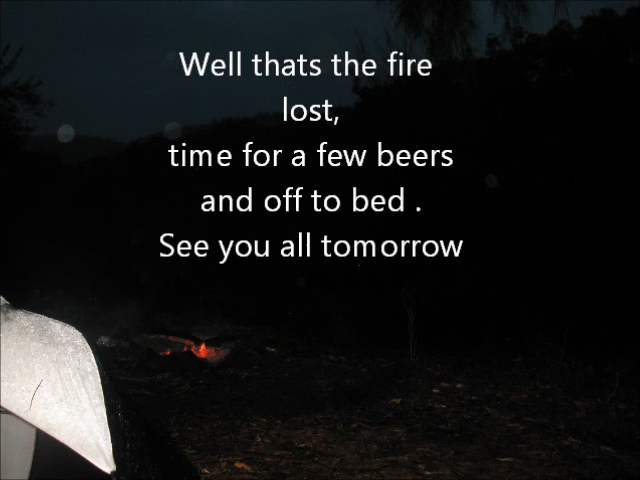 Well thats the fire
lost,
time for a few beers
and off to bed .
See you all tomorrow